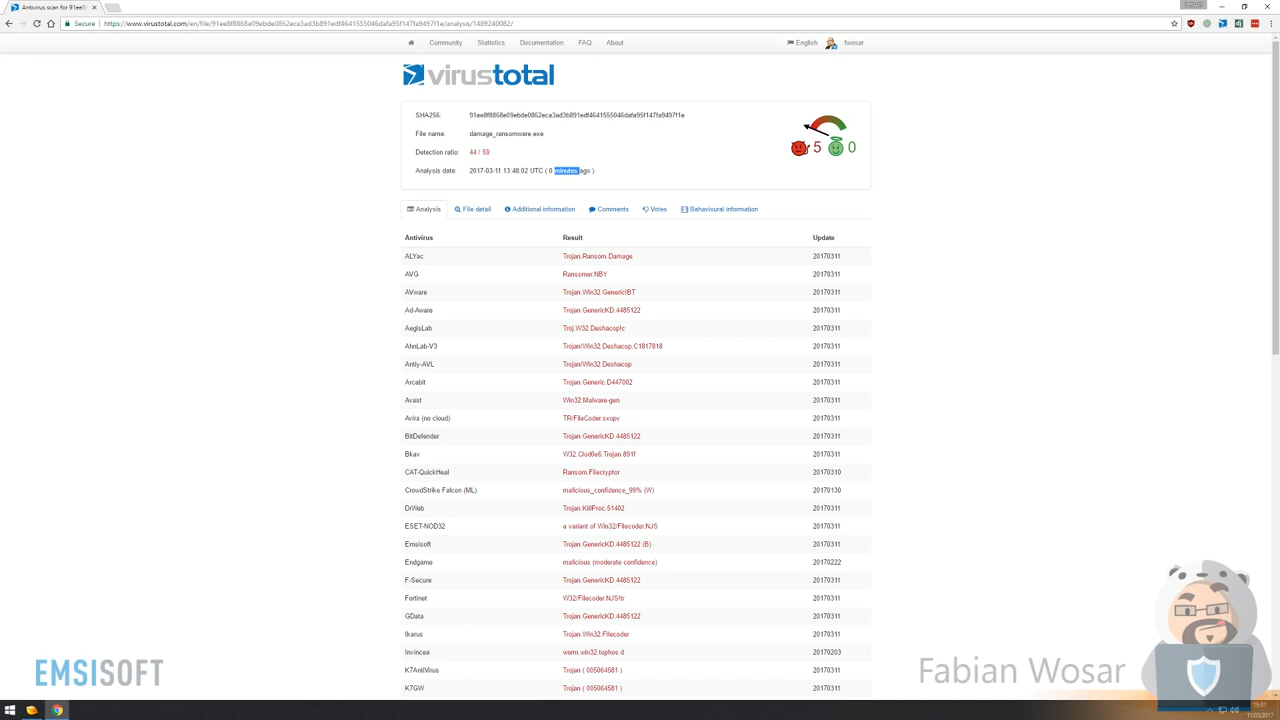 Antivirus scan for 91ee8f
Secure https://www.virustotal.com/en/file/91ee8f8868e09ebde0862eca3ad3b891edf4641555046dafa95f147fa9497f1e/analysis/1489240082/
Community Statistics Documentation FAQ About English fwosar
virustotal
SHA256: 91ee8f8868e09ebde0862eca3ad3b891edf4641555046dafa95f147fa9497f1e
File name: damage_ransomware.exe
Detection ratio: 44 / 59
5 0
Analysis date: 2017-03-11 13:48:02 UTC ( 0 minutes ago )
Analysis File detail Additional information Comments Votes Behavioural information
Antivirus Result Update
ALYac Trojan.Ransom.Damage 20170311
AVG Ransomer.NBY 20170311
AVware Trojan.Win32.Generic!BT 20170311
Ad-Aware Trojan.GenericKD.4485122 20170311
AegisLab Troj.W32.Deshacop!c 20170311
AhnLab-V3 Trojan/Win32.Deshacop.C1817818 20170311
Antiy-AVL Trojan/Win32.Deshacop 20170311
Arcabit Trojan.Generic.D447002 20170311
Avast Win32:Malware-gen 20170311
Avira (no cloud) TR/FileCoder.sxopv 20170311
BitDefender Trojan.GenericKD.4485122 20170311
Bkav W32.Clod0e6.Trojan.891f 20170311
CAT-QuickHeal Ransom.Filecryptor 20170310
CrowdStrike Falcon (ML) malicious_confidence_99% (W) 20170130
DrWeb Trojan.KillProc.51402 20170311
ESET-NOD32 a variant of Win32/Filecoder.NJS 20170311
Emsisoft Trojan.GenericKD.4485122 (B) 20170311
Endgame malicious (moderate confidence) 20170222
F-Secure Trojan.GenericKD.4485122 20170311
Fortinet W32/Filecoder.NJS!tr 20170311
GData Trojan.GenericKD.4485122 20170311
Ikarus Trojan.Win32.Filecoder 20170311
Invincea worm.win32.tophos.d 20170203
K7AntiVirus Trojan ( 005064581 ) 20170311
K7GW Trojan ( 005064581 ) 20170311
EMSISOFT
Fabian Wosar
15:01
11/03/2017